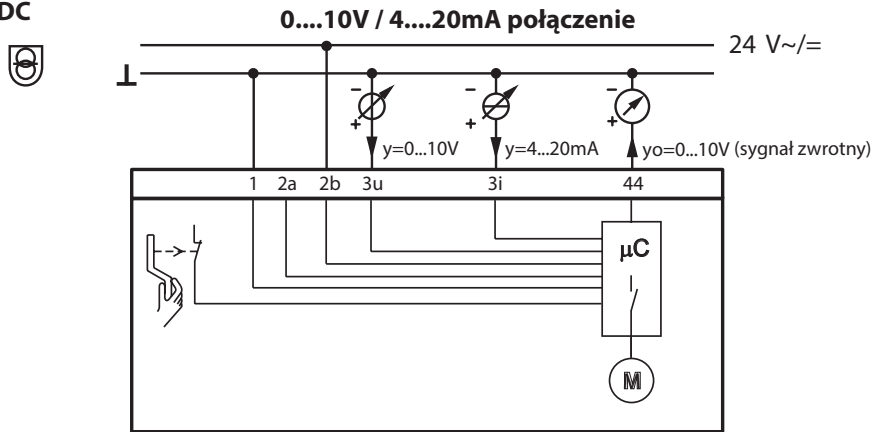 DC
0....10V / 4....20mA połączenie
24 V~/=
⊥
− − −
+ + +
y=0...10V y=4...20mA yo=0...10V (sygnał zwrotny)
1 2a 2b 3u 3i 44
µC
M